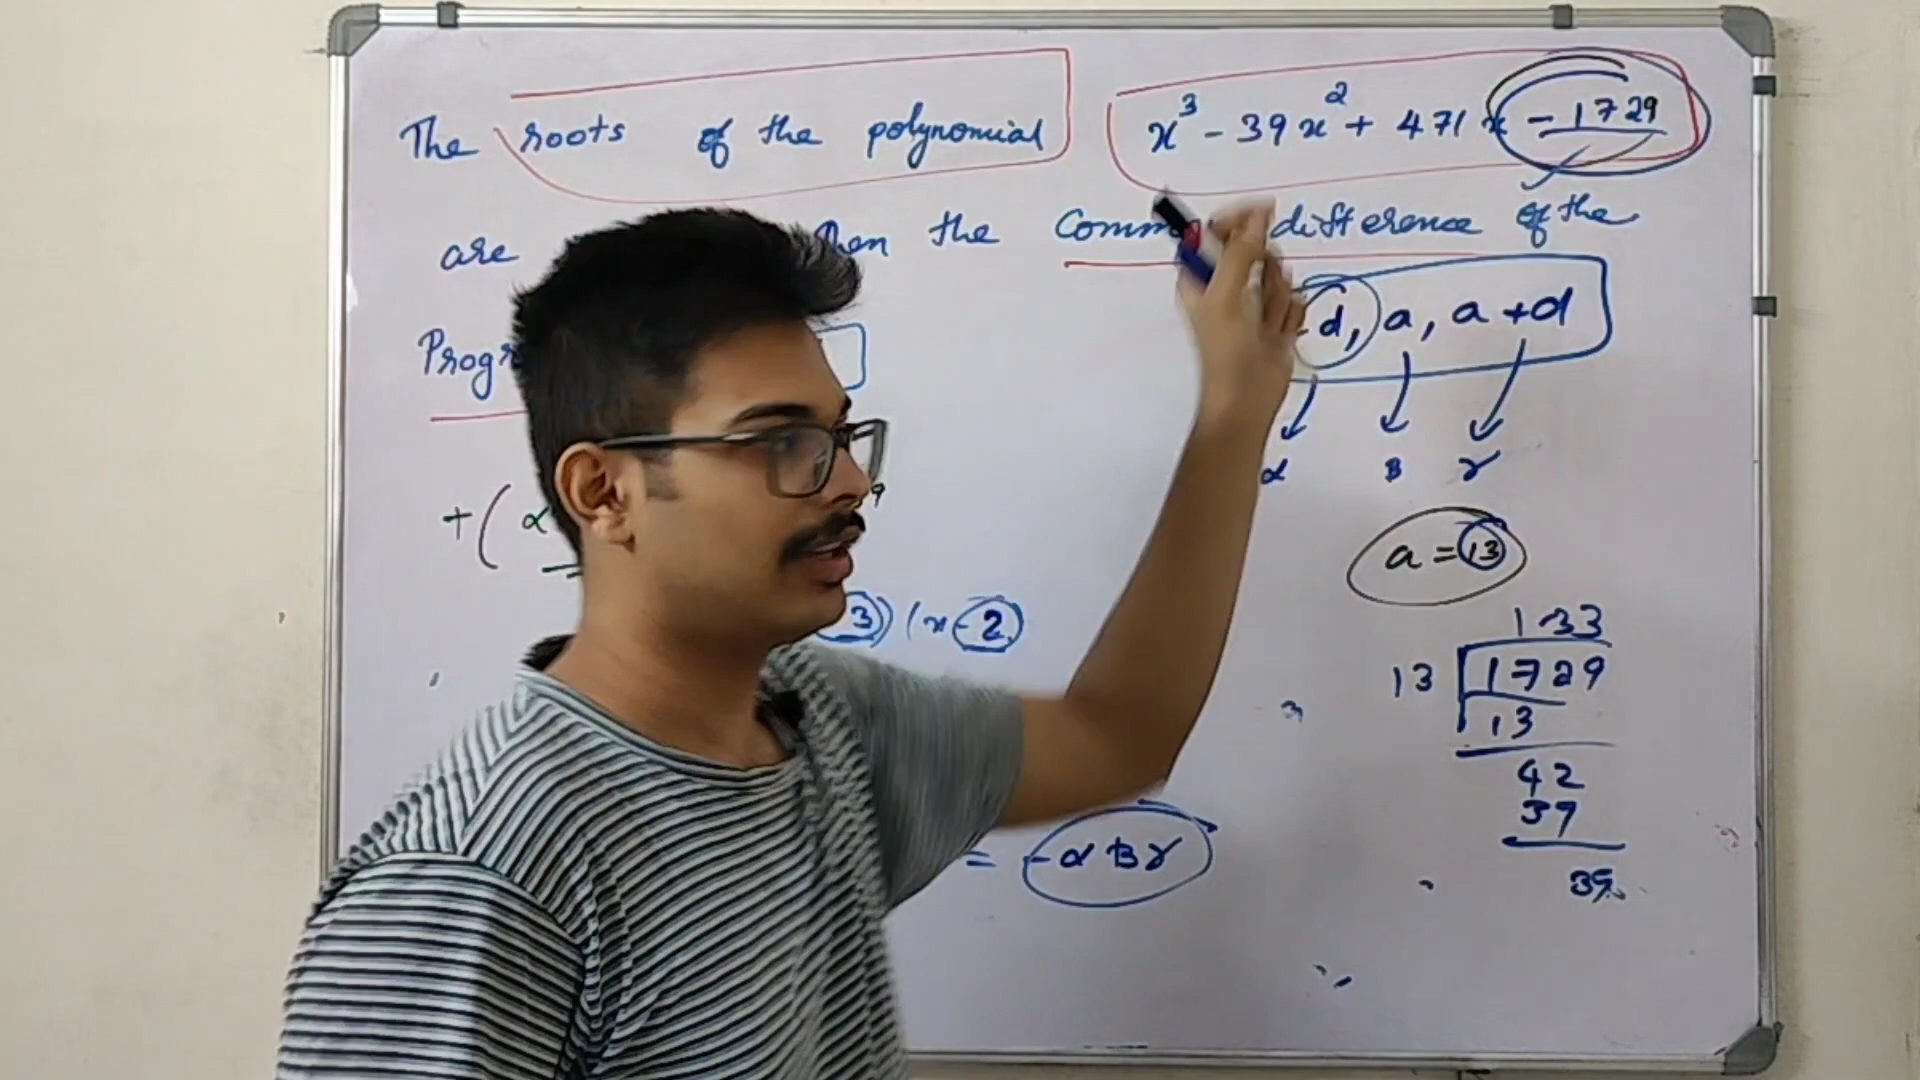 The roots of the polynomial x³ - 39x² + 471x - 1729
are then the Common difference of the
d, a, a+d
α β γ
+(α
a = 13
3) (x-2
133
13 1729
13
42
39
39
= -αβγ